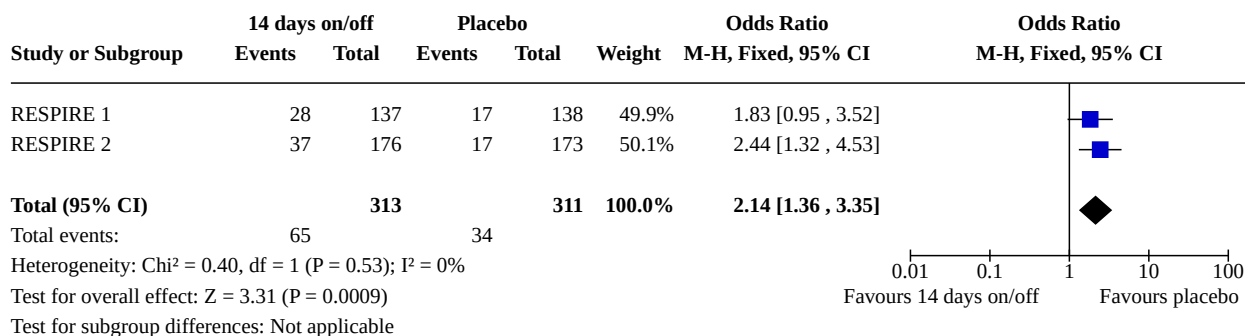 14 days on/off Placebo Odds Ratio Odds Ratio
Study or Subgroup Events Total Events Total Weight M-H, Fixed, 95% CI M-H, Fixed, 95% CI
RESPIRE 1 28 137 17 138 49.9% 1.83 [0.95 , 3.52]
RESPIRE 2 37 176 17 173 50.1% 2.44 [1.32 , 4.53]
Total (95% CI) 313 311 100.0% 2.14 [1.36 , 3.35]
Total events: 65 34
Heterogeneity: Chi² = 0.40, df = 1 (P = 0.53); I² = 0%
0.01 0.1 1 10 100
Test for overall effect: Z = 3.31 (P = 0.0009) Favours 14 days on/off Favours placebo
Test for subgroup differences: Not applicable